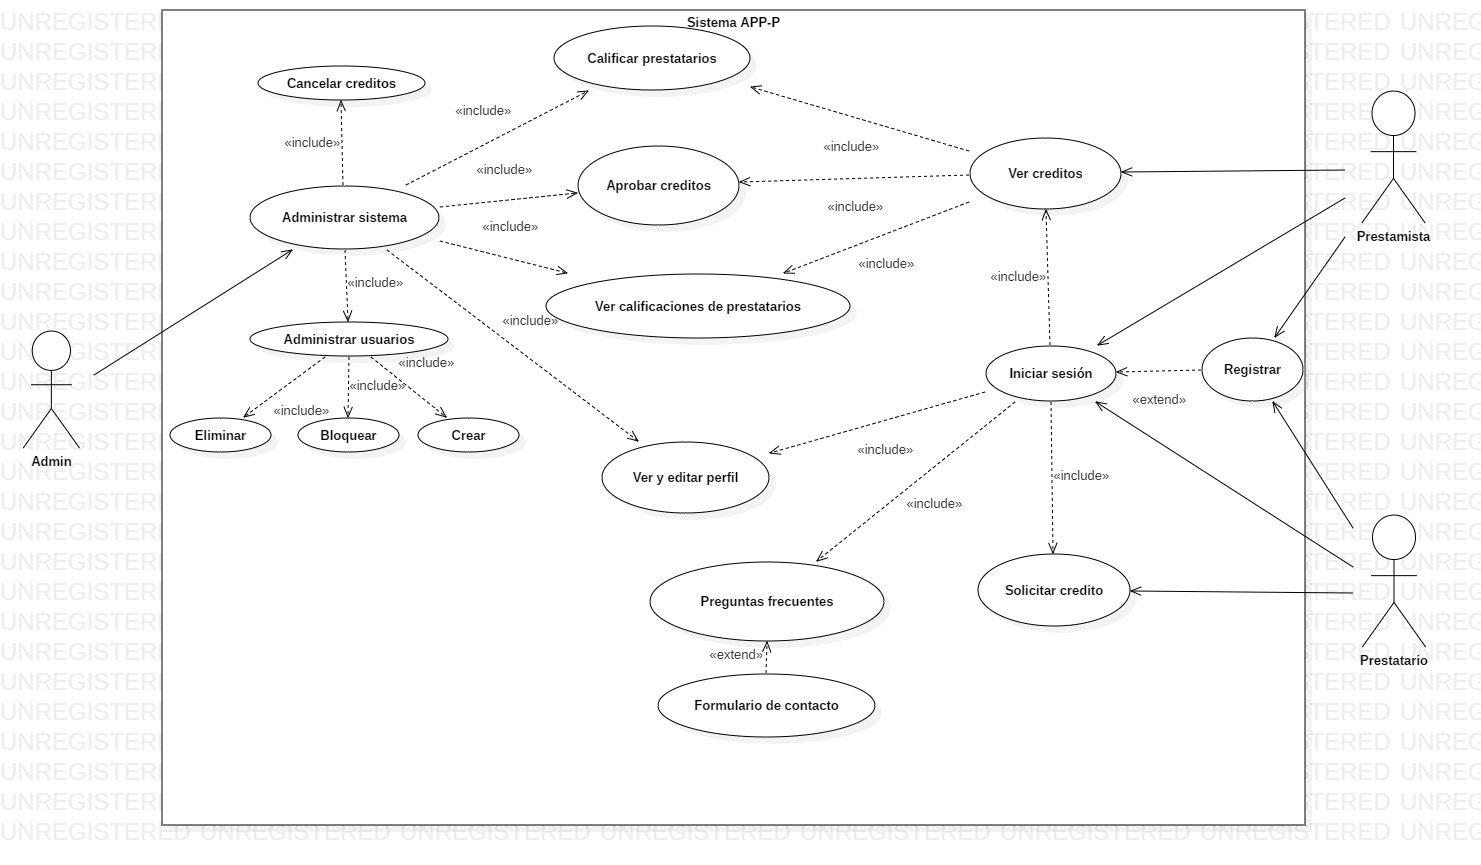 Sistema APP-P
Calificar prestatarios
Cancelar creditos
«include»
«include»
«include»
«include»
Aprobar creditos
Ver creditos
Administrar sistema
«include»
«include»
Prestamista
«include»
«include»
«include»
Ver calificaciones de prestatarios
«include»
Administrar usuarios
«include»
Iniciar sesión
Registrar
«include»
«extend»
«include»
Eliminar
Bloquear
Crear
Admin
«include»
Ver y editar perfil
«include»
«include»
Solicitar credito
Preguntas frecuentes
«extend»
Prestatario
Formulario de contacto
UNREGISTERED UNREGISTERED UNREGISTERED UNREGISTERED UNREGISTERED UNREGISTERED UNREGISTERED UNREG